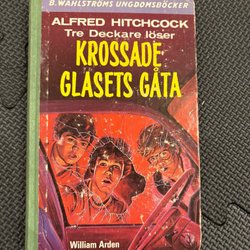 B. WAHLSTRÖMS UNGDOMSBÖCKER
ALFRED HITCHCOCK
Tre Deckare löser
KROSSADE
GLASETS GÅTA
William Arden